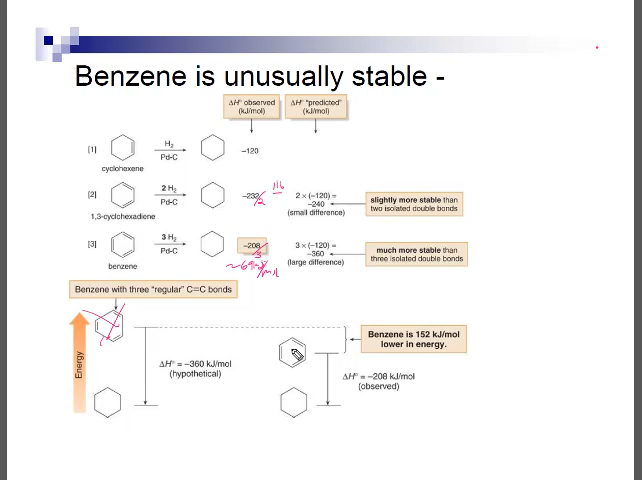 Benzene is unusually stable -
ΔH° observed
(kJ/mol)
ΔH° "predicted"
(kJ/mol)
[1]
H₂
Pd-C
–120
cyclohexene
[2]
2 H₂
Pd-C
–232/2
116
2 × (–120) =
–240
(small difference)
slightly more stable than
two isolated double bonds
1,3-cyclohexadiene
[3]
3 H₂
Pd-C
–208
3
3 × (–120) =
–360
(large difference)
much more stable than
three isolated double bonds
benzene
Benzene with three "regular" C=C bonds
Energy
ΔH° = –360 kJ/mol
(hypothetical)
Benzene is 152 kJ/mol
lower in energy.
ΔH° = –208 kJ/mol
(observed)